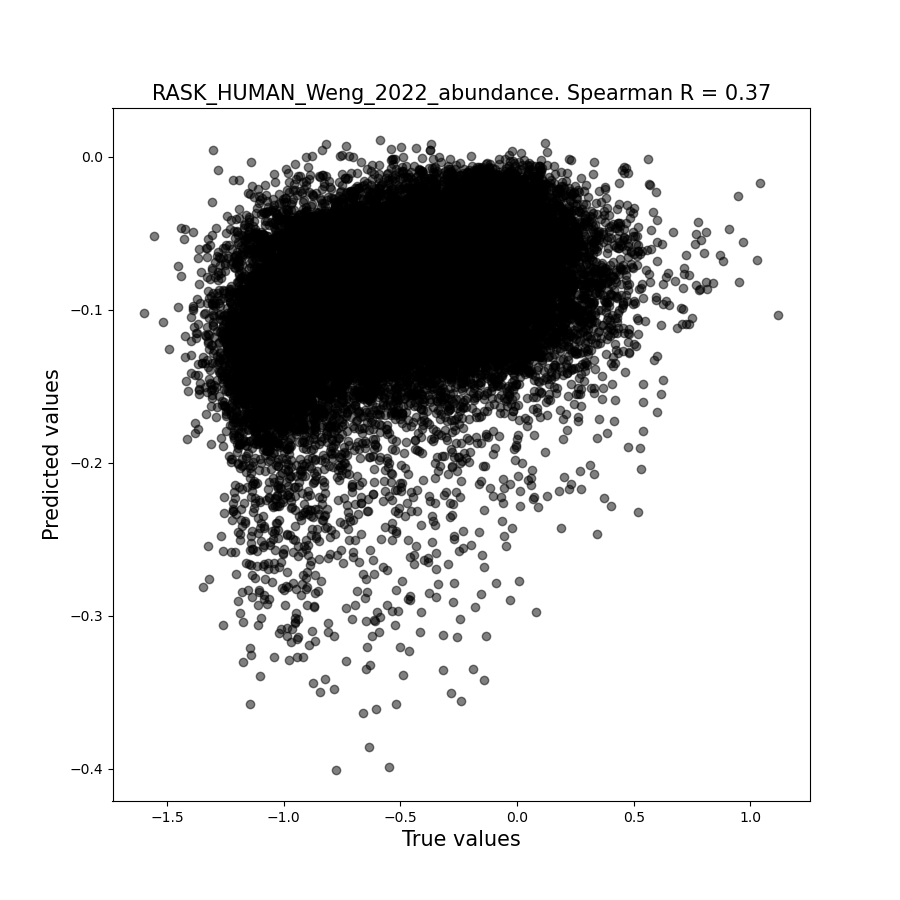 RASK_HUMAN_Weng_2022_abundance. Spearman R = 0.37
Predicted values
0.0
−0.1
−0.2
−0.3
−0.4
−1.5 −1.0 −0.5 0.0 0.5 1.0
True values